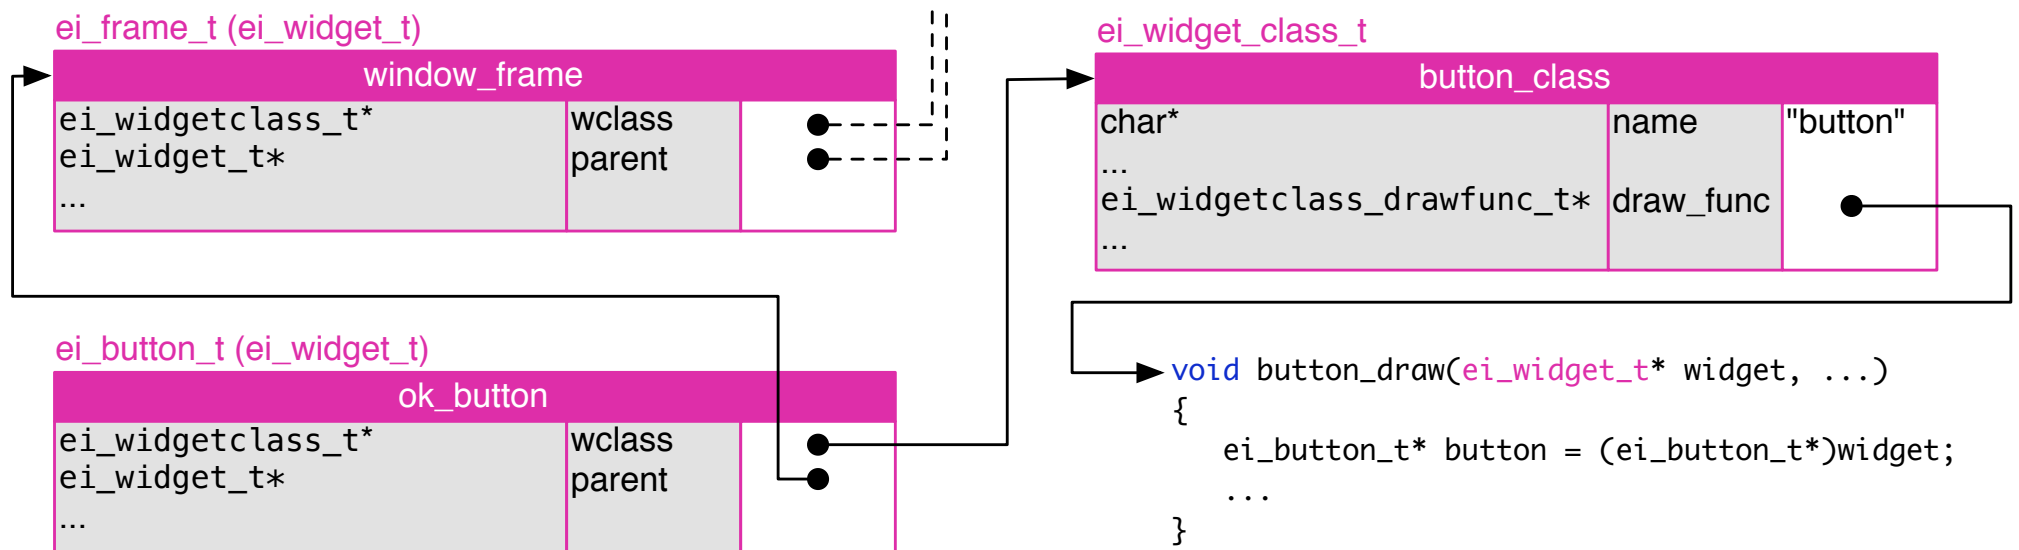 ei_frame_t (ei_widget_t)
window_frame
ei_widgetclass_t* wclass
ei_widget_t* parent
...
ei_button_t (ei_widget_t)
ok_button
ei_widgetclass_t* wclass
ei_widget_t* parent
...
ei_widget_class_t
button_class
char* name "button"
...
ei_widgetclass_drawfunc_t* draw_func
...
void button_draw(ei_widget_t* widget, ...)
{
ei_button_t* button = (ei_button_t*)widget;
...
}